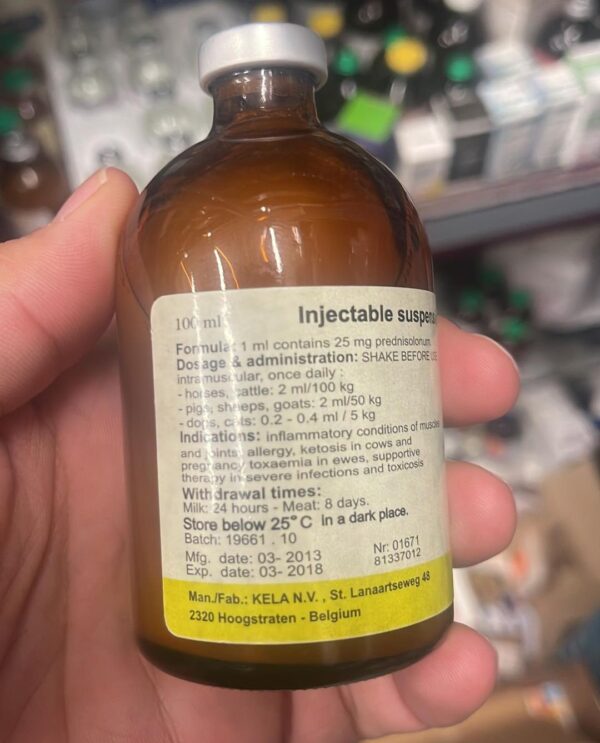 100 ml
Injectable suspens
Formula: 1 ml contains 25 mg prednisolonum
Dosage & administration: SHAKE BEFORE US
intramuscular, once daily :
- horses, cattle: 2 ml/100 kg
- pigs, sheeps, goats: 2 ml/50 kg
- dogs, cats: 0.2 - 0.4 ml / 5 kg
Indications: inflammatory conditions of muscles
and joints, allergy, ketosis in cows and
pregnancy toxaemia in ewes, supportive
therapy in severe infections and toxicosis
Withdrawal times:
Milk: 24 hours - Meat: 8 days.
Store below 25° C In a dark place.
Batch: 19661 . 10
Mfg. date: 03- 2013
Exp. date: 03- 2018
Nr: 01671
81337012
Man./Fab.: KELA N.V. , St. Lanaartseweg 48
2320 Hoogstraten - Belgium